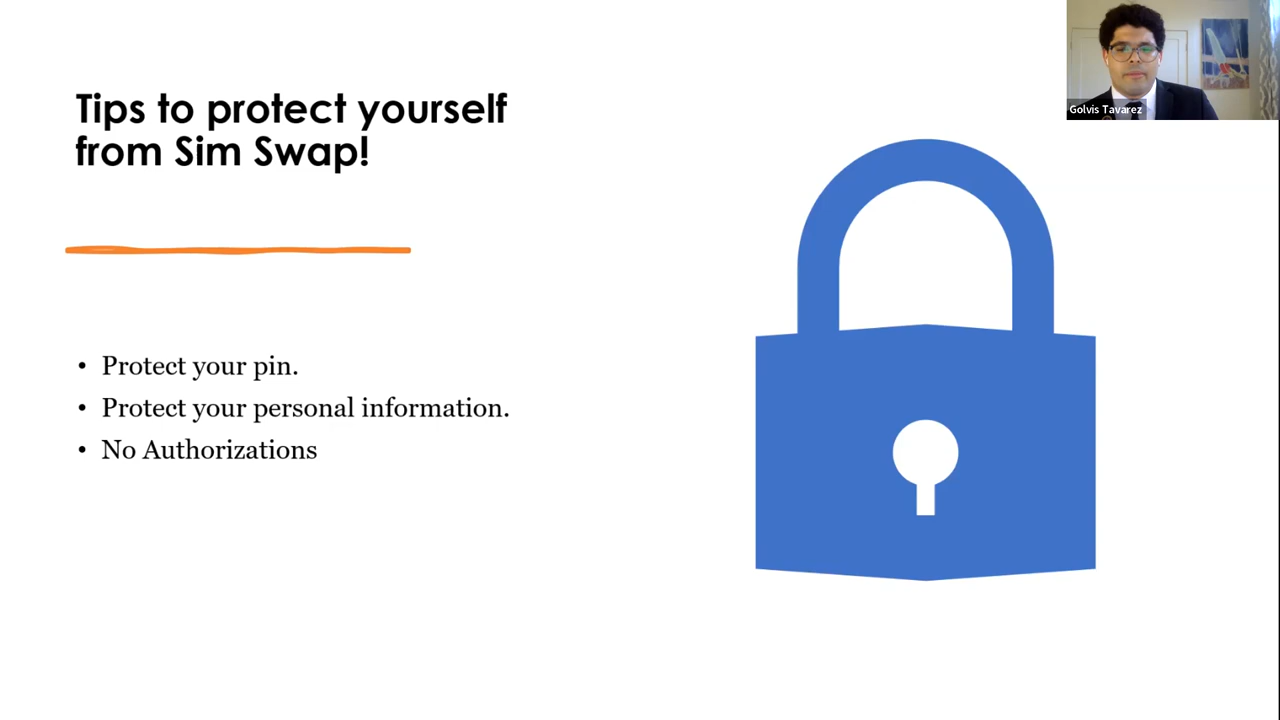 Golvis Tavarez
Tips to protect yourself
from Sim Swap!
• Protect your pin.
• Protect your personal information.
• No Authorizations